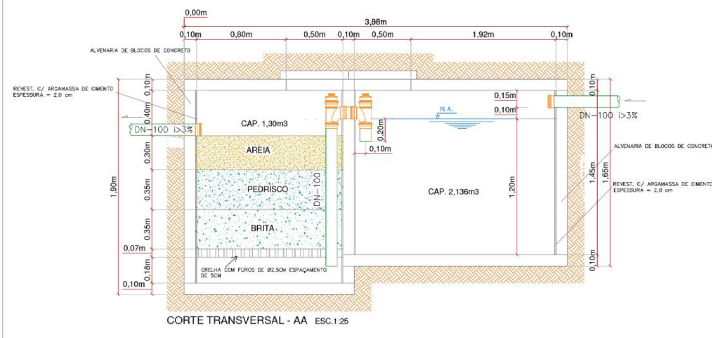 0,00m
3,88m
0,10m 0,80m 0,50m 0,10m 0,50m 1,92m 0,10m
ALVENARIA DE BLOCOS DE CONCRETO
REVEST. C/ ARGAMASSA DE CIMENTO
ESPESSURA = 2,0 cm
0,10m
0,40m
0,30m
0,35m
0,35m
0,07m
0,18m
0,10m
1,90m
DN-100 i>3%
CAP. 1,30m3
AREIA
PEDRISCO
BRITA
DN-100
ORELHA COM FUROS DE Ø2,5CM ESPAÇAMENTO
DE 5CM
0,20m
0,10m
N.A.
CAP. 2,136m3
0,15m
0,10m
1,20m
0,10m
1,45m
0,10m
1,65m
DN-100 i>3%
ALVENARIA DE BLOCOS DE CONCRETO
REVEST. C/ ARGAMASSA DE CIMENTO
ESPESSURA = 2,0 cm
CORTE TRANSVERSAL - AA ESC.1:25